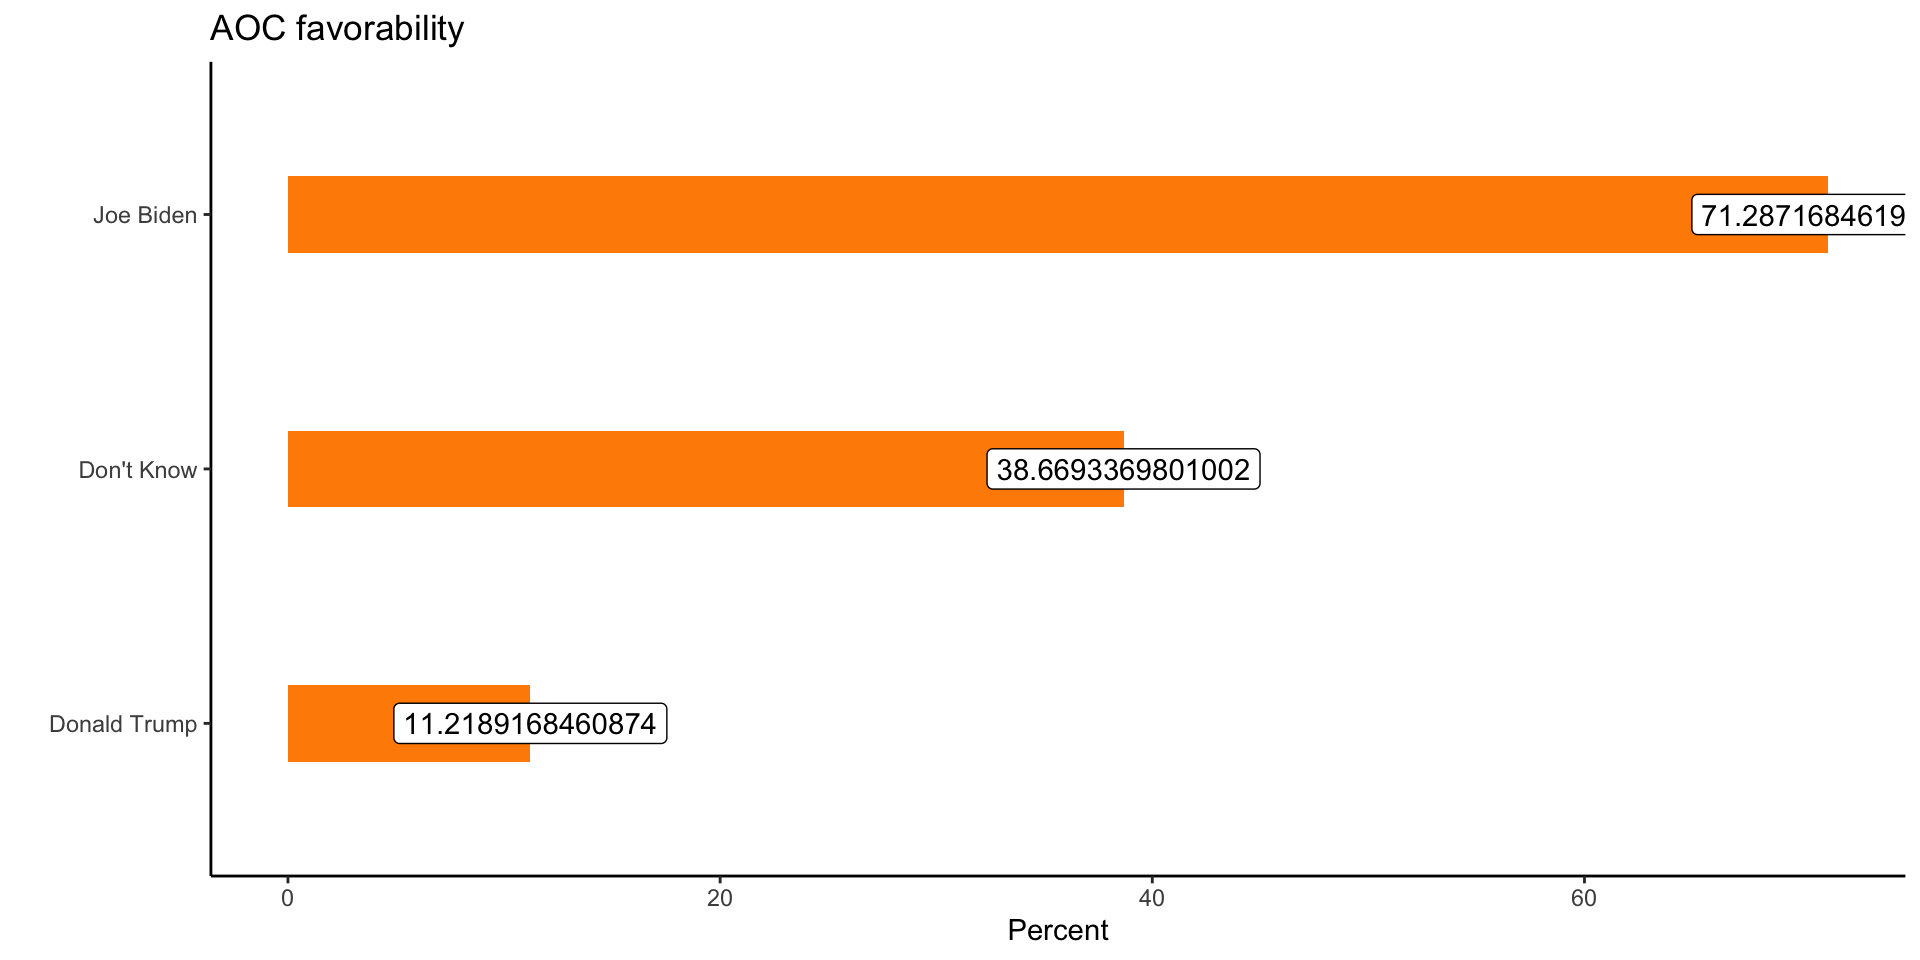 AOC favorability
Joe Biden
71.2871684619
Don't Know
38.6693369801002
Donald Trump
11.2189168460874
0 20 40 60
Percent